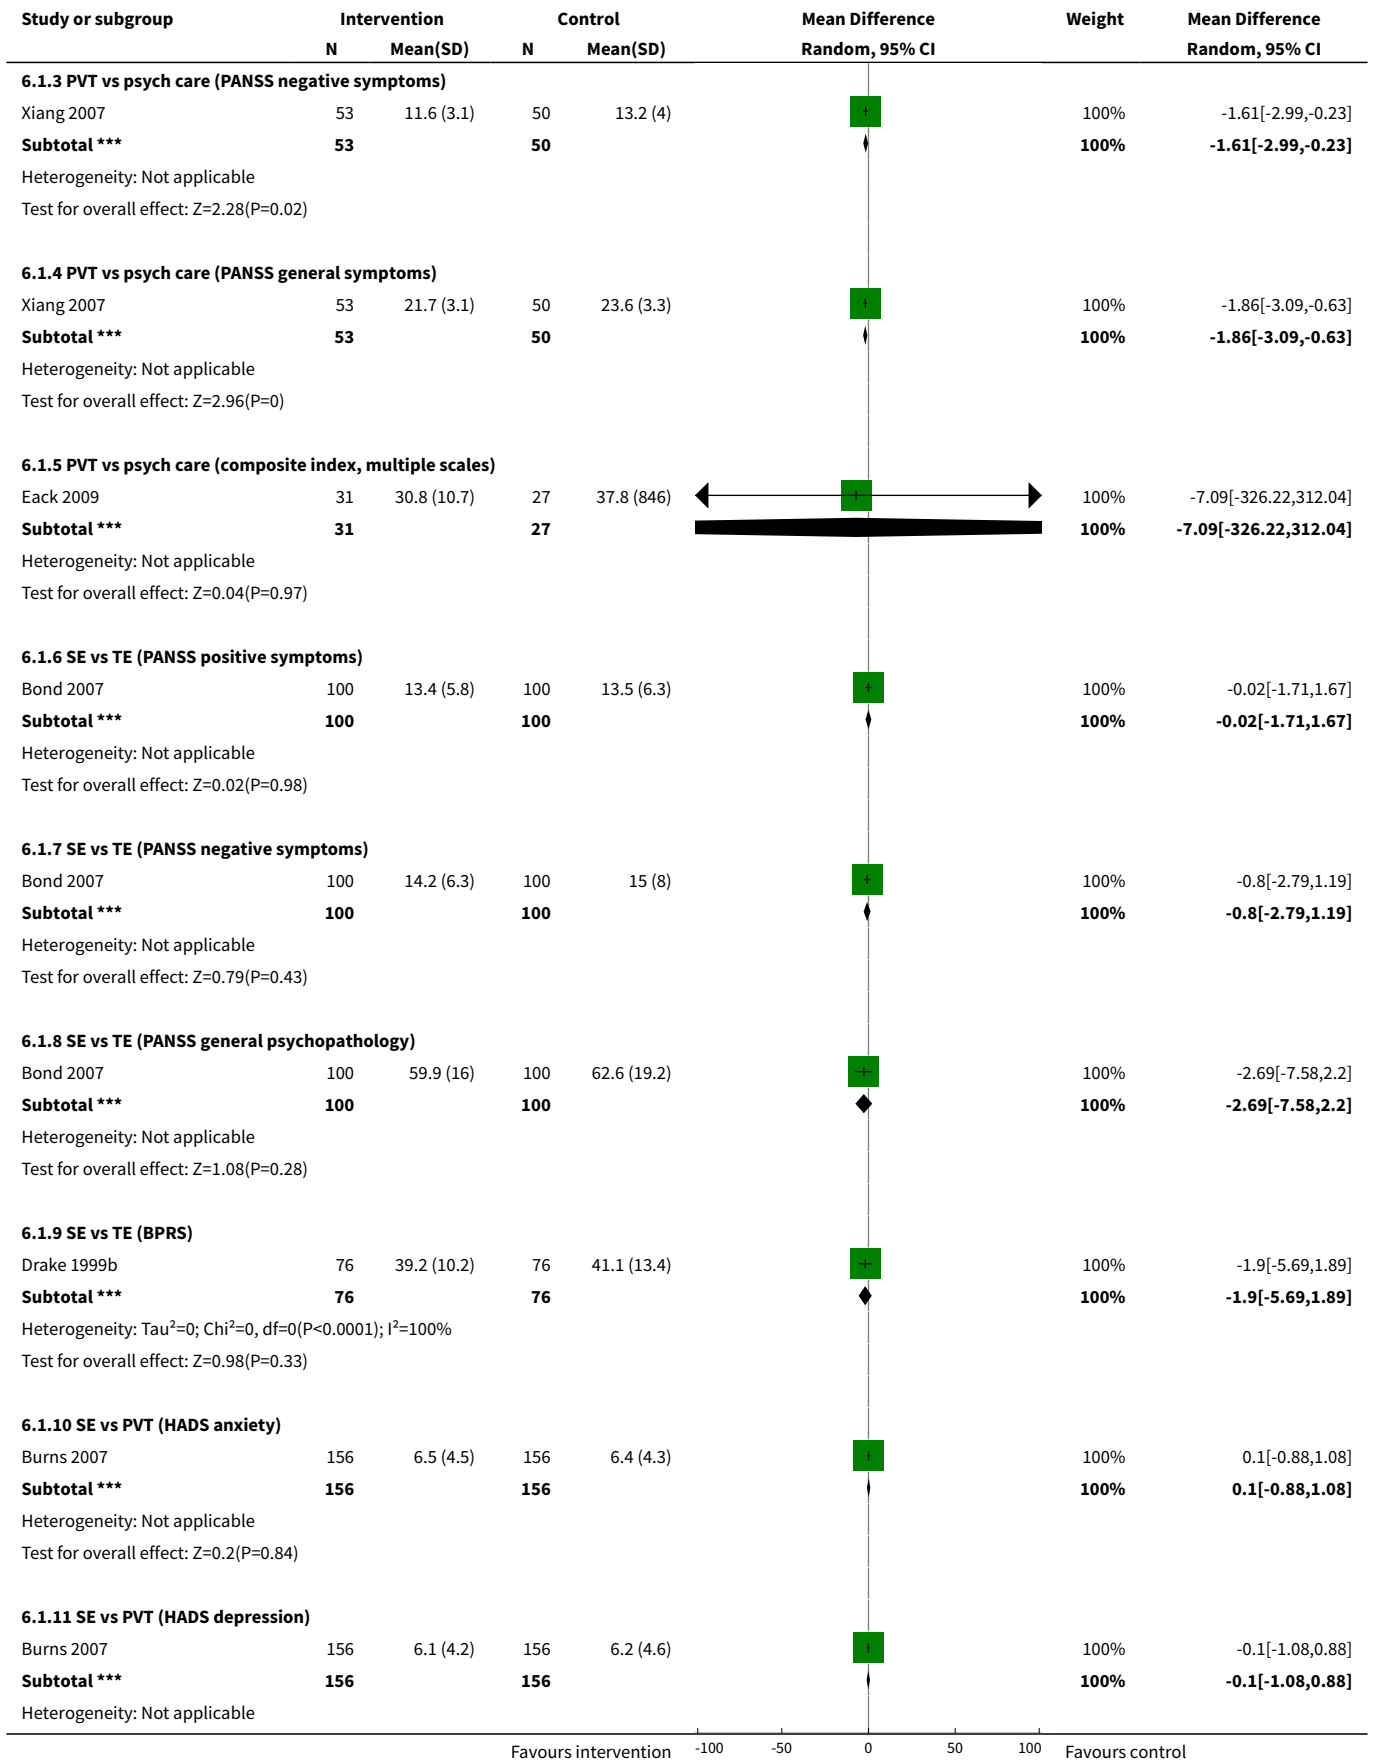 Study or subgroup Intervention Control Mean Difference Weight Mean Difference
N Mean(SD) N Mean(SD) Random, 95% CI Random, 95% CI
6.1.3 PVT vs psych care (PANSS negative symptoms)
Xiang 2007 53 11.6 (3.1) 50 13.2 (4) 100% -1.61[-2.99,-0.23]
Subtotal *** 53 50 100% -1.61[-2.99,-0.23]
Heterogeneity: Not applicable
Test for overall effect: Z=2.28(P=0.02)
6.1.4 PVT vs psych care (PANSS general symptoms)
Xiang 2007 53 21.7 (3.1) 50 23.6 (3.3) 100% -1.86[-3.09,-0.63]
Subtotal *** 53 50 100% -1.86[-3.09,-0.63]
Heterogeneity: Not applicable
Test for overall effect: Z=2.96(P=0)
6.1.5 PVT vs psych care (composite index, multiple scales)
Eack 2009 31 30.8 (10.7) 27 37.8 (846) 100% -7.09[-326.22,312.04]
Subtotal *** 31 27 100% -7.09[-326.22,312.04]
Heterogeneity: Not applicable
Test for overall effect: Z=0.04(P=0.97)
6.1.6 SE vs TE (PANSS positive symptoms)
Bond 2007 100 13.4 (5.8) 100 13.5 (6.3) 100% -0.02[-1.71,1.67]
Subtotal *** 100 100 100% -0.02[-1.71,1.67]
Heterogeneity: Not applicable
Test for overall effect: Z=0.02(P=0.98)
6.1.7 SE vs TE (PANSS negative symptoms)
Bond 2007 100 14.2 (6.3) 100 15 (8) 100% -0.8[-2.79,1.19]
Subtotal *** 100 100 100% -0.8[-2.79,1.19]
Heterogeneity: Not applicable
Test for overall effect: Z=0.79(P=0.43)
6.1.8 SE vs TE (PANSS general psychopathology)
Bond 2007 100 59.9 (16) 100 62.6 (19.2) 100% -2.69[-7.58,2.2]
Subtotal *** 100 100 100% -2.69[-7.58,2.2]
Heterogeneity: Not applicable
Test for overall effect: Z=1.08(P=0.28)
6.1.9 SE vs TE (BPRS)
Drake 1999b 76 39.2 (10.2) 76 41.1 (13.4) 100% -1.9[-5.69,1.89]
Subtotal *** 76 76 100% -1.9[-5.69,1.89]
Heterogeneity: Tau²=0; Chi²=0, df=0(P<0.0001); I²=100%
Test for overall effect: Z=0.98(P=0.33)
6.1.10 SE vs PVT (HADS anxiety)
Burns 2007 156 6.5 (4.5) 156 6.4 (4.3) 100% 0.1[-0.88,1.08]
Subtotal *** 156 156 100% 0.1[-0.88,1.08]
Heterogeneity: Not applicable
Test for overall effect: Z=0.2(P=0.84)
6.1.11 SE vs PVT (HADS depression)
Burns 2007 156 6.1 (4.2) 156 6.2 (4.6) 100% -0.1[-1.08,0.88]
Subtotal *** 156 156 100% -0.1[-1.08,0.88]
Heterogeneity: Not applicable
Favours intervention -100 -50 0 50 100 Favours control